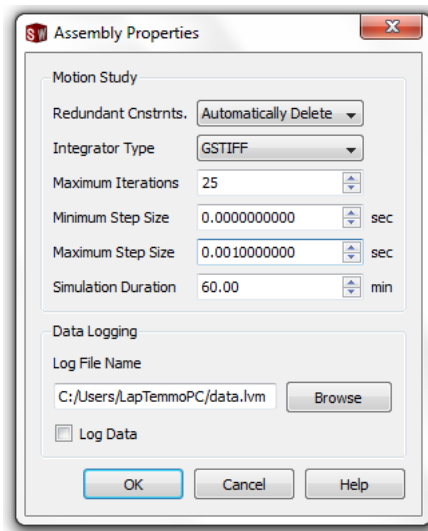 SW Assembly Properties
Motion Study
Redundant Cnstrnts. Automatically Delete
Integrator Type GSTIFF
Maximum Iterations 25
Minimum Step Size 0.0000000000 sec
Maximum Step Size 0.0010000000 sec
Simulation Duration 60.00 min
Data Logging
Log File Name
C:/Users/LapTemmoPC/data.lvm Browse
Log Data
OK Cancel Help